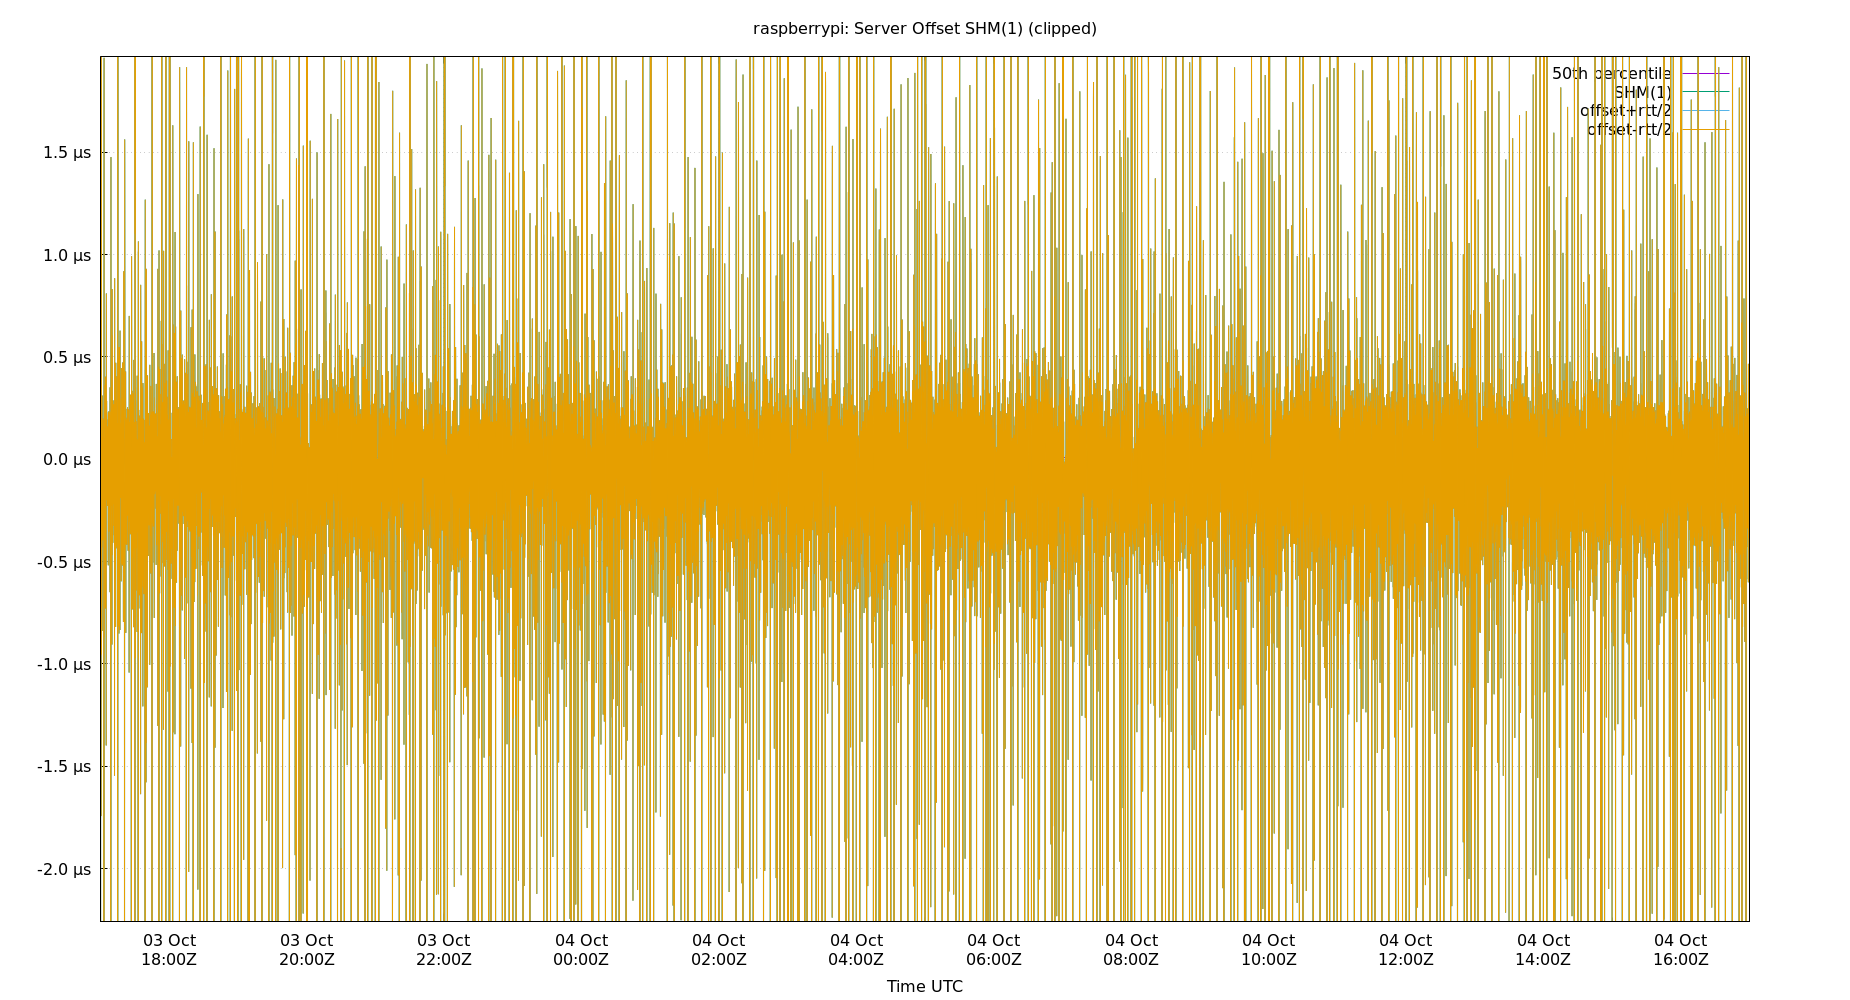 raspberrypi: Server Offset SHM(1) (clipped)
50th percentile
SHM(1)
offset+rtt/2
offset-rtt/2
1.5 µs
1.0 µs
0.5 µs
0.0 µs
-0.5 µs
-1.0 µs
-1.5 µs
-2.0 µs
03 Oct 03 Oct 03 Oct 04 Oct 04 Oct 04 Oct 04 Oct 04 Oct 04 Oct 04 Oct 04 Oct 04 Oct
18:00Z 20:00Z 22:00Z 00:00Z 02:00Z 04:00Z 06:00Z 08:00Z 10:00Z 12:00Z 14:00Z 16:00Z
Time UTC